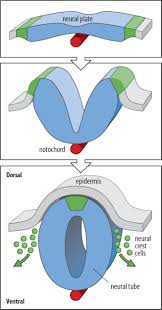 neural plate
notochord
Dorsal
epidermis
neural
crest
cells
neural tube
Ventral